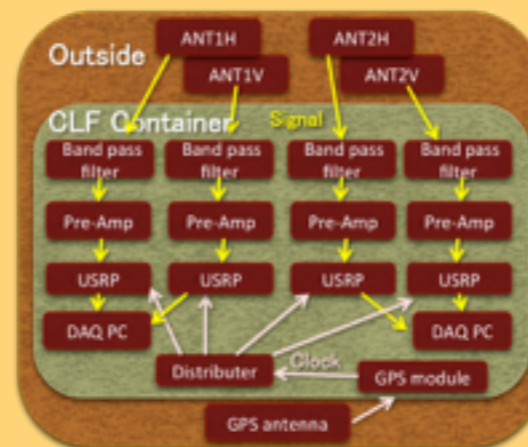 ANT1H
ANT2H
Outside
ANT1V
ANT2V
CLF Container
Signal
Band pass filter
Band pass filter
Band pass filter
Band pass filter
Pre-Amp
Pre-Amp
Pre-Amp
Pre-Amp
USRP
USRP
USRP
USRP
DAQ PC
DAQ PC
Clock
Distributer
GPS module
GPS antenna